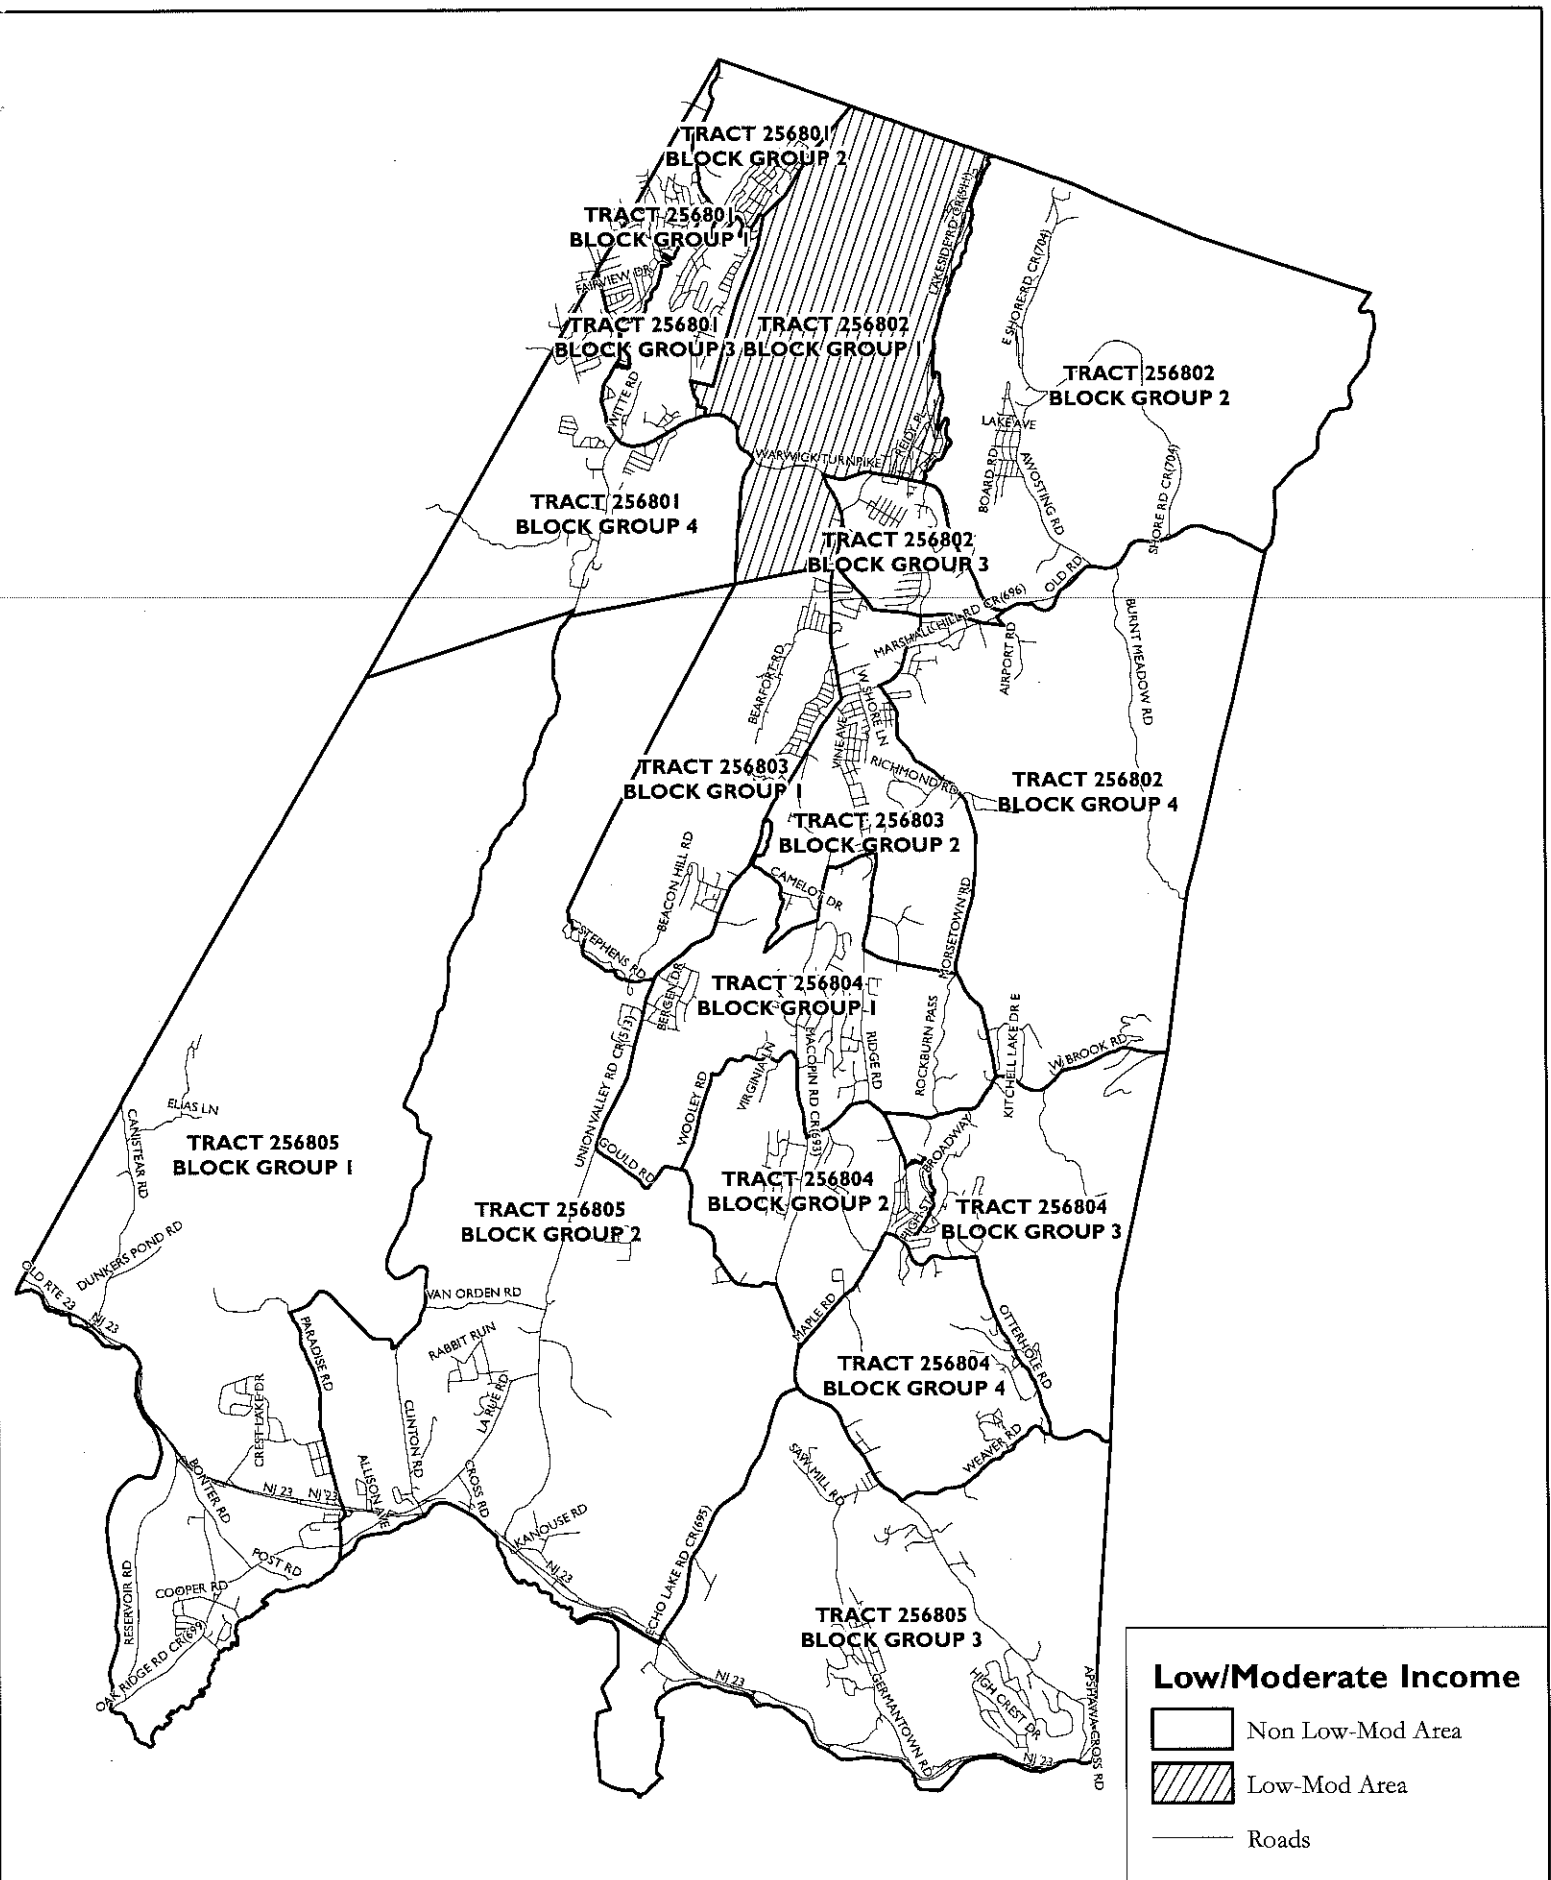 TRACT 256801
BLOCK GROUP 2
TRACT 256801
BLOCK GROUP 1
FAIRVIEW DR
LAKESIDE RD CR(511)
E SHORE RD CR(704)
TRACT 256801
BLOCK GROUP 3
TRACT 256802
BLOCK GROUP 1
TRACT 256802
BLOCK GROUP 2
WITTE RD
LAKE AVE
REIDY PL
WARWICK TURNPIKE
BOARD RD
AWOSTING RD
SHORE RD CR(704)
TRACT 256801
BLOCK GROUP 4
TRACT 256802
BLOCK GROUP 3
OLD RD
MARSHALL HILL RD CR(696)
BURNT MEADOW RD
AIRPORT RD
BEARFORT RD
W SHORE LN
VINE AVE
RICHMOND RD
TRACT 256803
BLOCK GROUP 1
TRACT 256802
BLOCK GROUP 4
TRACT 256803
BLOCK GROUP 2
BEACON HILL RD
CAMELOT DR
MORSETOWN RD
STEPHENS RD
BERGEN DR
TRACT 256804
BLOCK GROUP 1
UNION VALLEY RD CR(513)
MACOPIN RD CR(693)
RIDGE RD
ROCKBURN PASS
KITCHELL LAKE DR E
W BROOK RD
VIRGINIA LN
WOOLEY RD
GOULD RD
BROADWAY
HIGH ST
ELIAS LN
CANISTEAR RD
TRACT 256805
BLOCK GROUP 1
TRACT 256804
BLOCK GROUP 2
TRACT 256805
BLOCK GROUP 2
TRACT 256804
BLOCK GROUP 3
DUNKERS POND RD
OLD RTE 23
NJ 23
VAN ORDEN RD
PARADISE RD
RABBIT RUN
MAPLE RD
OTTERHOLE RD
TRACT 256804
BLOCK GROUP 4
CREST LAKE DR
LA RUE RD
CLINTON RD
ALLISON AVE
CROSS RD
WEAVER RD
SAW MILL RD
BONTER RD
NJ 23
NJ 23
KANOUSE RD
NJ 23
ECHO LAKE RD CR(695)
POST RD
COOPER RD
RESERVOIR RD
OAK RIDGE RD CR(699)
TRACT 256805
BLOCK GROUP 3
NJ 23
GERMANTOWN RD
HIGH CREST DR
NJ 23
APSHAWA CROSS RD
Low/Moderate Income
Non Low-Mod Area
Low-Mod Area
Roads